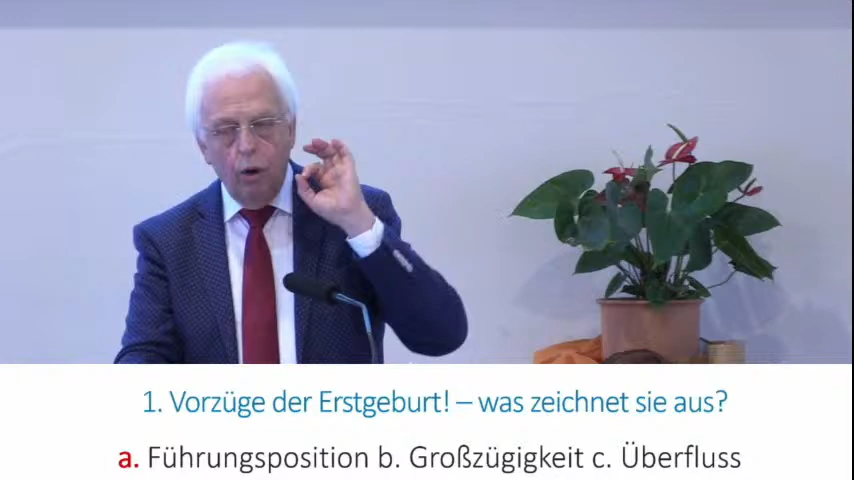 1. Vorzüge der Erstgeburt! – was zeichnet sie aus?
a. Führungsposition b. Großzügigkeit c. Überfluss